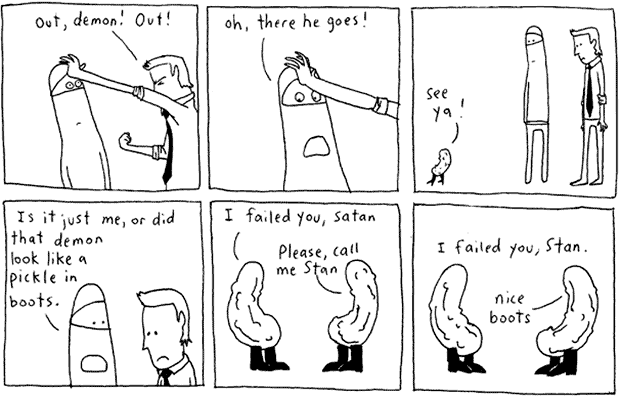 Out, demon! Out!
oh, there he goes!
see
ya!
Is it just me, or did
that demon
look like a
pickle in
boots.
I failed you, Satan
Please, call
me Stan
I failed you, Stan.
nice
boots